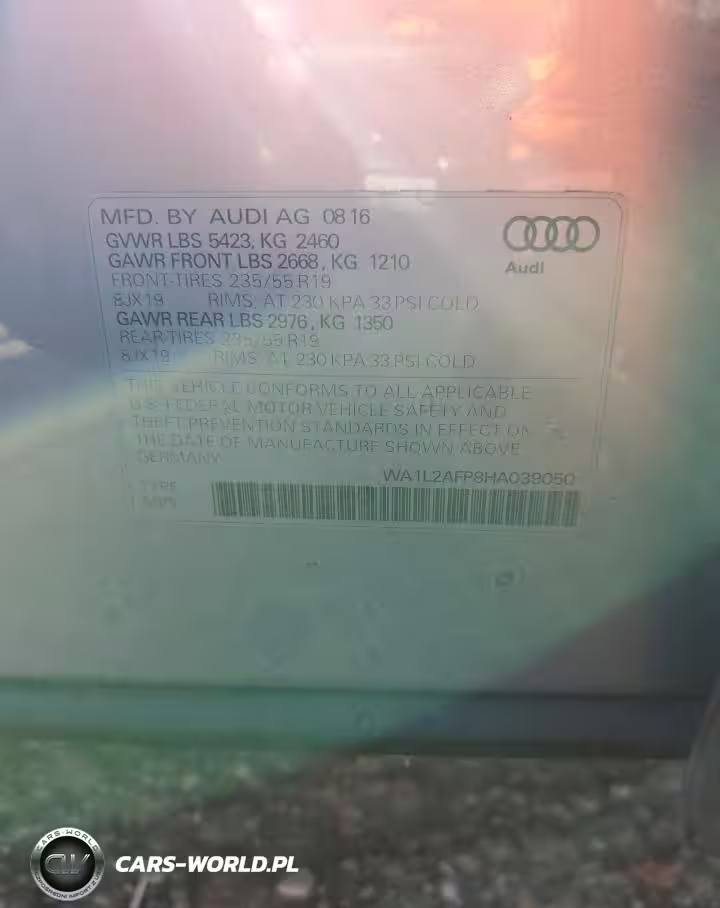 MFD. BY AUDI AG 08 16
GVWR LBS 5423, KG 2460
GAWR FRONT LBS 2668, KG 1210
FRONT-TIRES 235/55 R19
8JX19 RIMS, AT 230 KPA 33 PSI COLD
GAWR REAR LBS 2976, KG 1350
REAR-TIRES 235/55 R19
8JX19 RIMS, AT 230 KPA 33 PSI COLD
THIS VEHICLE CONFORMS TO ALL APPLICABLE
U.S. FEDERAL MOTOR VEHICLE SAFETY AND
THEFT PREVENTION STANDARDS IN EFFECT ON
THE DATE OF MANUFACTURE SHOWN ABOVE
GERMANY
WA1L2AFP8HA039050
TYPE
Audi
CARS-WORLD
CARS-WORLD.PL